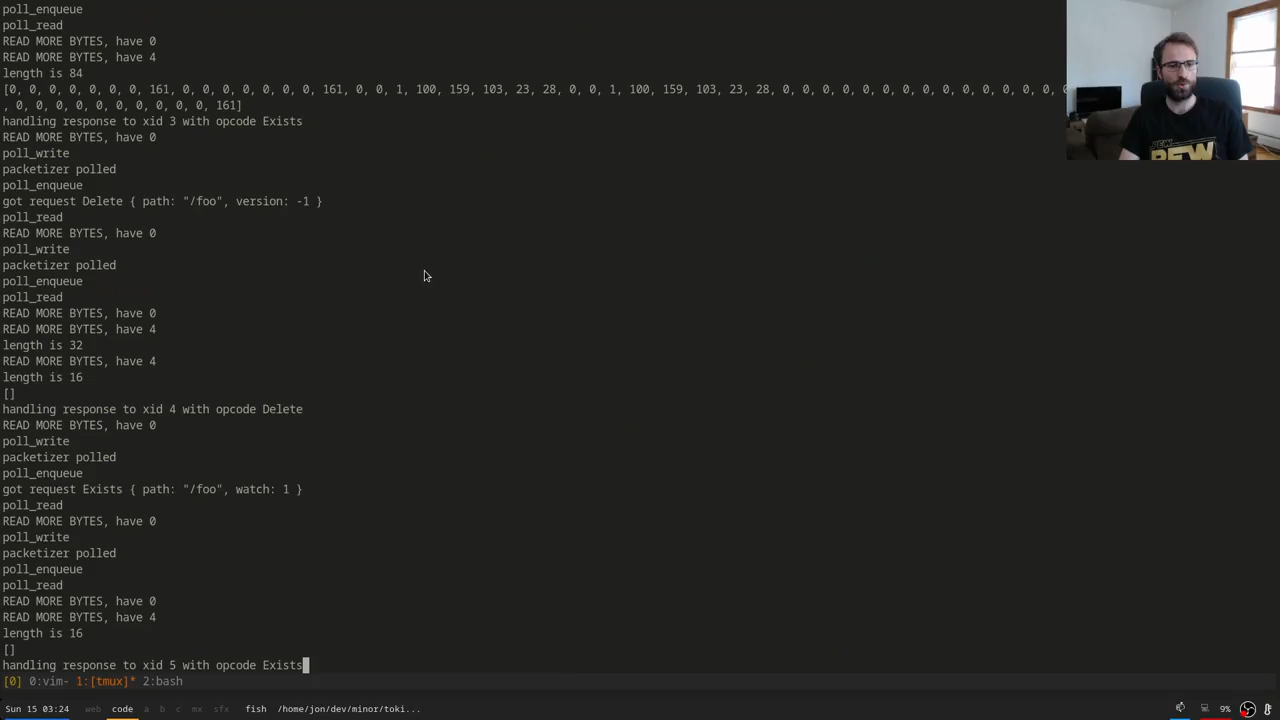 poll_enqueue
poll_read
READ MORE BYTES, have 0
READ MORE BYTES, have 4
length is 84
[0, 0, 0, 0, 0, 0, 0, 161, 0, 0, 0, 0, 0, 0, 0, 161, 0, 0, 1, 100, 159, 103, 23, 28, 0, 0, 1, 100, 159, 103, 23, 28, 0, 0, 0, 0, 0, 0, 0, 0, 0, 0, 0, 0, 0, 0, 0, 0, 0
, 0, 0, 0, 0, 0, 0, 0, 0, 0, 0, 161]
handling response to xid 3 with opcode Exists
READ MORE BYTES, have 0
poll_write
packetizer polled
poll_enqueue
got request Delete { path: "/foo", version: -1 }
poll_read
READ MORE BYTES, have 0
poll_write
packetizer polled
poll_enqueue
poll_read
READ MORE BYTES, have 0
READ MORE BYTES, have 4
length is 32
READ MORE BYTES, have 4
length is 16
[]
handling response to xid 4 with opcode Delete
READ MORE BYTES, have 0
poll_write
packetizer polled
poll_enqueue
got request Exists { path: "/foo", watch: 1 }
poll_read
READ MORE BYTES, have 0
poll_write
packetizer polled
poll_enqueue
poll_read
READ MORE BYTES, have 0
READ MORE BYTES, have 4
length is 16
[]
handling response to xid 5 with opcode Exists
[0] 0:vim- 1:[tmux]* 2:bash
Sun 15 03:24 web code a b c mx sfx fish /home/jon/dev/minor/toki... 9%